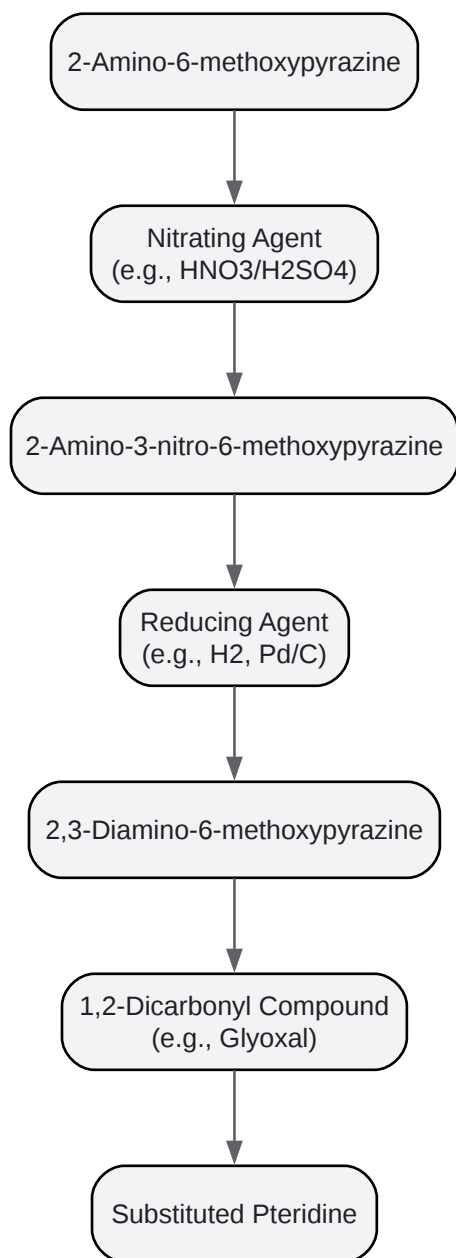 2-Amino-6-methoxypyrazine
Nitrating Agent
(e.g., HNO3/H2SO4)
2-Amino-3-nitro-6-methoxypyrazine
Reducing Agent
(e.g., H2, Pd/C)
2,3-Diamino-6-methoxypyrazine
1,2-Dicarbonyl Compound
(e.g., Glyoxal)
Substituted Pteridine